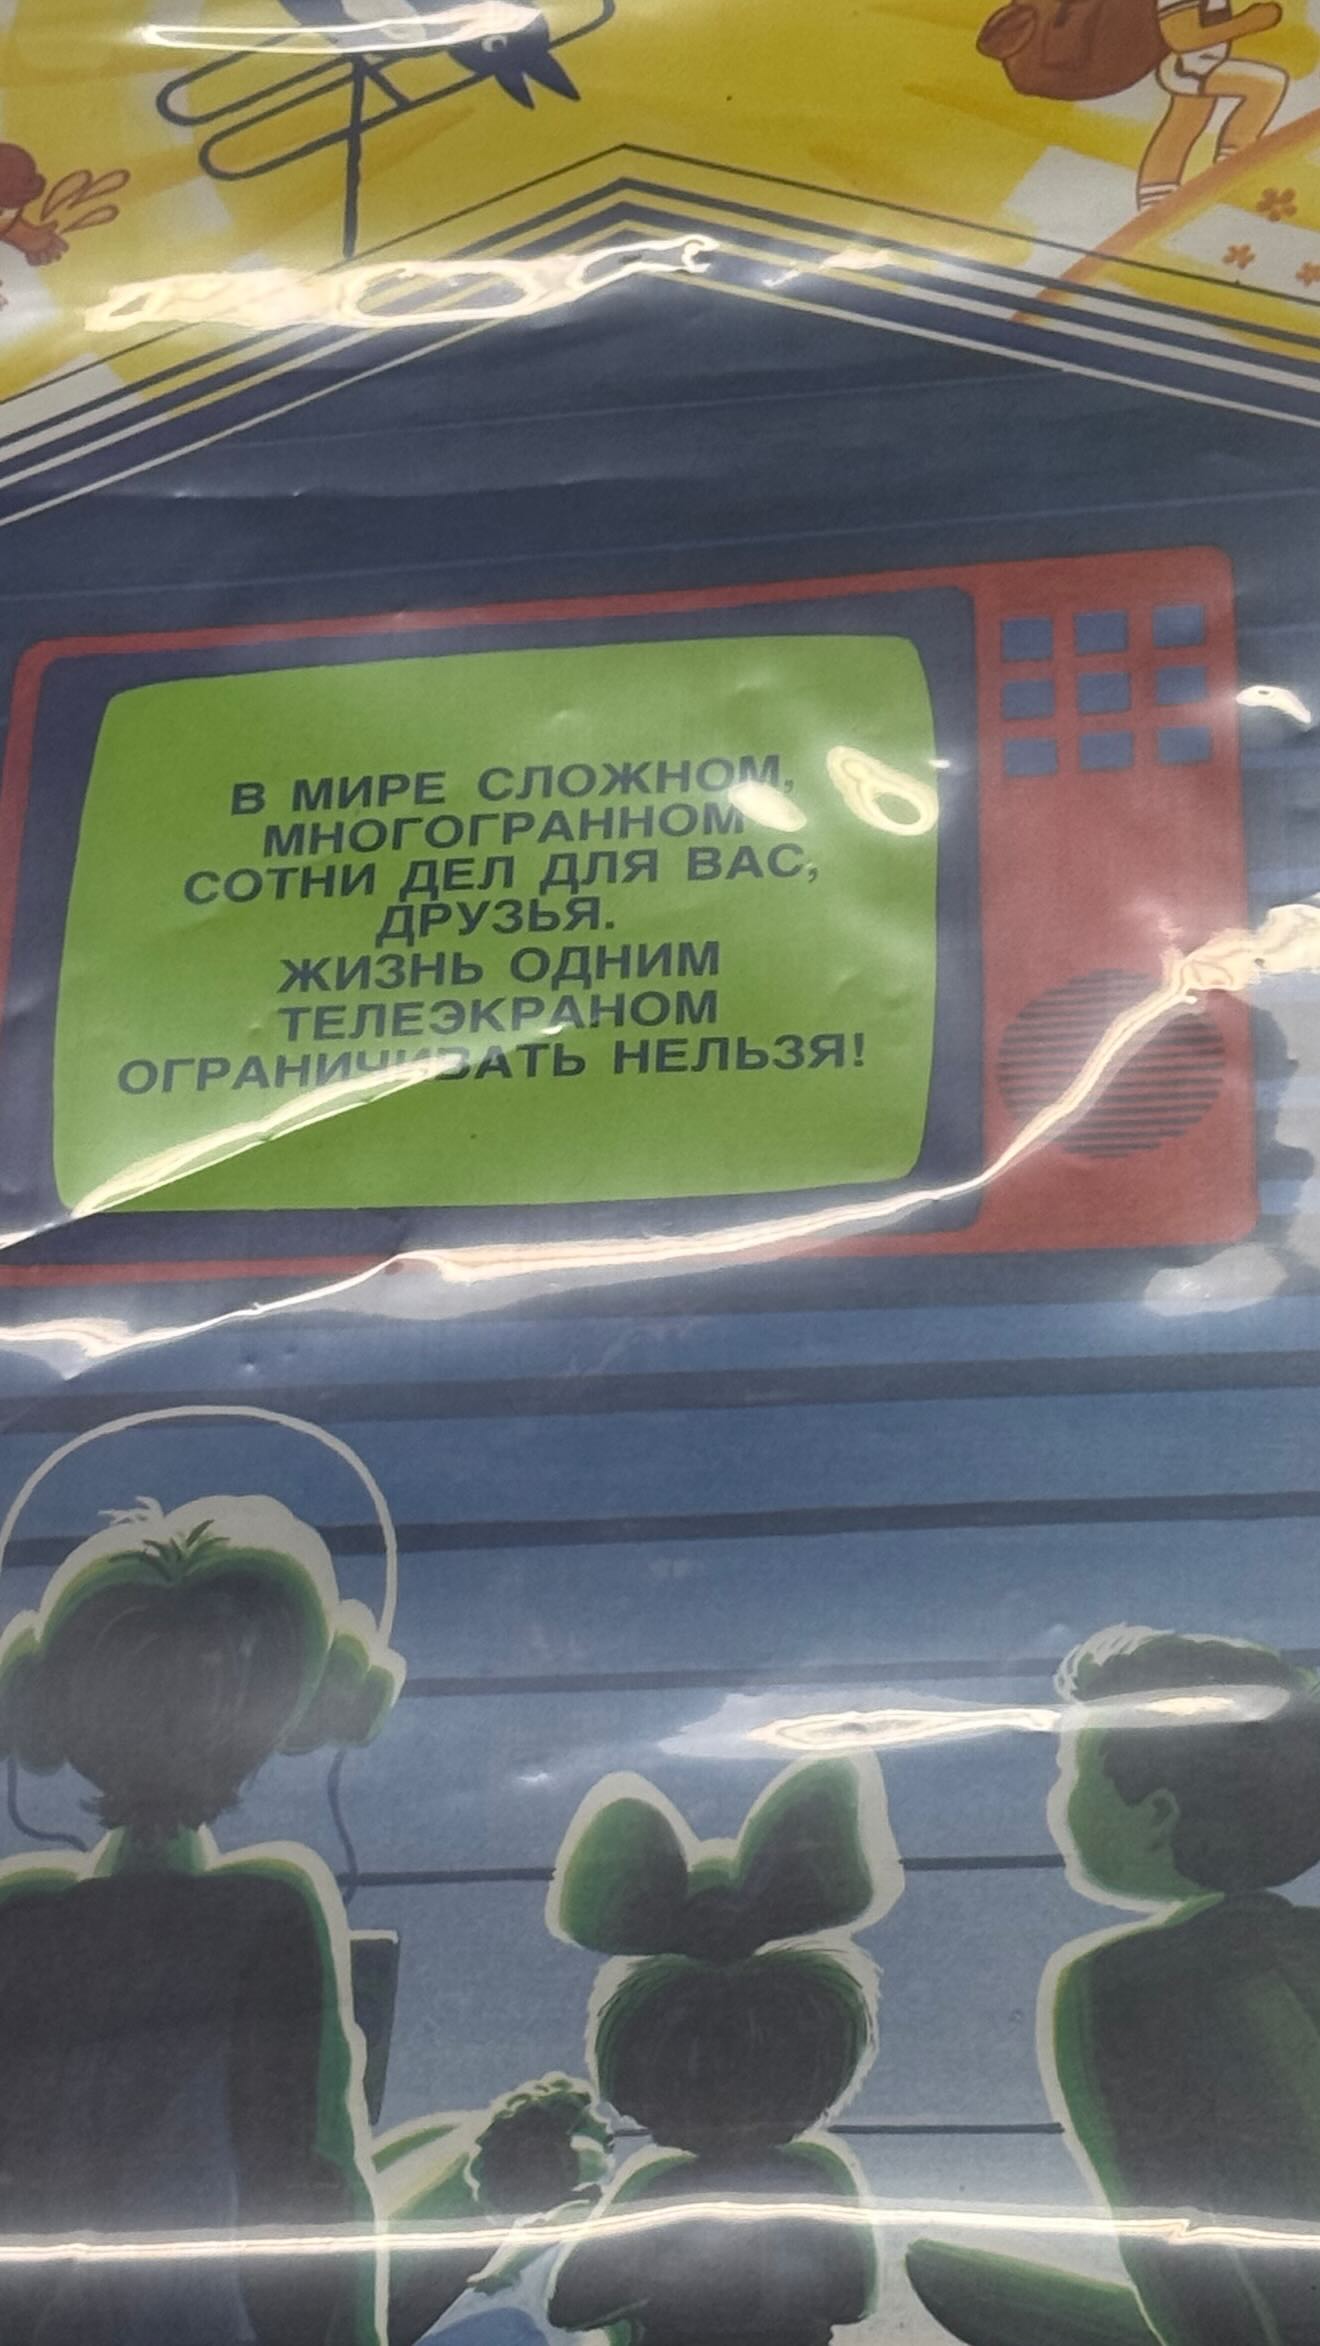 В МИРЕ СЛОЖНОМ,
МНОГОГРАННОМ
СОТНИ ДЕЛ ДЛЯ ВАС,
ДРУЗЬЯ.
ЖИЗНЬ ОДНИМ
ТЕЛЕЭКРАНОМ
ОГРАНИЧИВАТЬ НЕЛЬЗЯ!